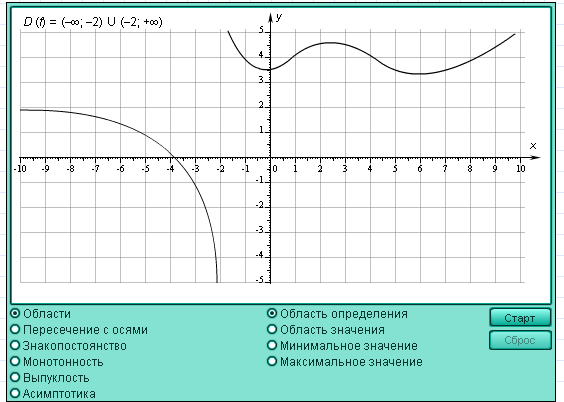 D (f) = (–∞; –2) U (–2; +∞)
y
5
4
3
2
1
x
-10 -9 -8 -7 -6 -5 -4 -3 -2 -1 0 1 2 3 4 5 6 7 8 9 10
-1
-2
-3
-4
-5
Области
Пересечение с осями
Знакопостоянство
Монотонность
Выпуклость
Асимптотика
Область определения
Область значения
Минимальное значение
Максимальное значение
Старт
Сброс